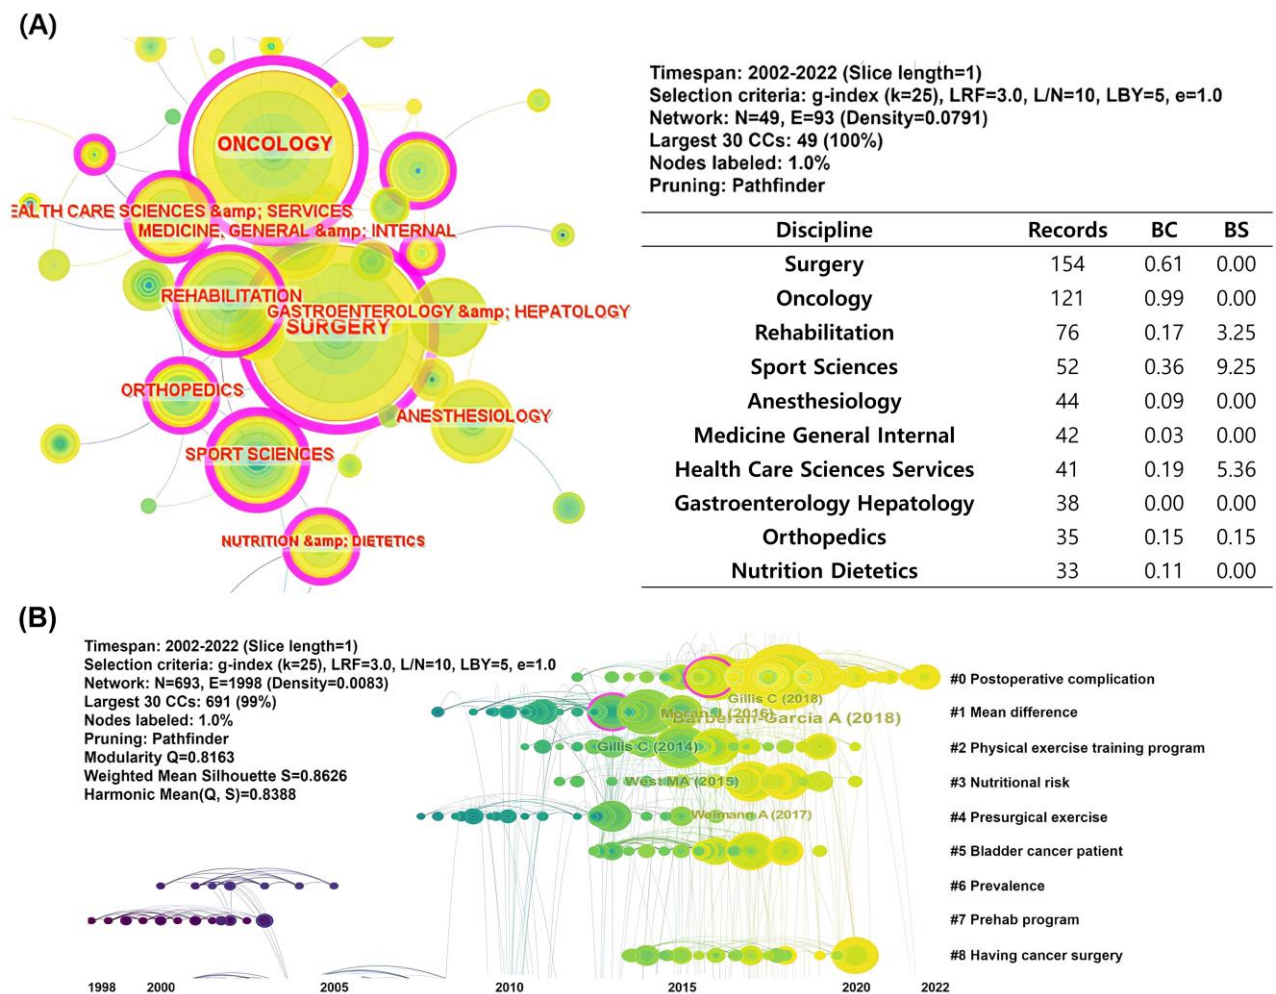 (A)
ONCOLOGY
EALTH CARE SCIENCES &amp; SERVICES
MEDICINE, GENERAL &amp; INTERNAL
REHABILITATION
GASTROENTEROLOGY &amp; HEPATOLOGY
SURGERY
ORTHOPEDICS
ANESTHESIOLOGY
SPORT SCIENCES
NUTRITION &amp; DIETETICS
Timespan: 2002-2022 (Slice length=1)
Selection criteria: g-index (k=25), LRF=3.0, L/N=10, LBY=5, e=1.0
Network: N=49, E=93 (Density=0.0791)
Largest 30 CCs: 49 (100%)
Nodes labeled: 1.0%
Pruning: Pathfinder
Discipline Records BC BS
Surgery 154 0.61 0.00
Oncology 121 0.99 0.00
Rehabilitation 76 0.17 3.25
Sport Sciences 52 0.36 9.25
Anesthesiology 44 0.09 0.00
Medicine General Internal 42 0.03 0.00
Health Care Sciences Services 41 0.19 5.36
Gastroenterology Hepatology 38 0.00 0.00
Orthopedics 35 0.15 0.15
Nutrition Dietetics 33 0.11 0.00
(B)
Timespan: 2002-2022 (Slice length=1)
Selection criteria: g-index (k=25), LRF=3.0, L/N=10, LBY=5, e=1.0
Network: N=693, E=1998 (Density=0.0083)
Largest 30 CCs: 691 (99%)
Nodes labeled: 1.0%
Pruning: Pathfinder
Modularity Q=0.8163
Weighted Mean Silhouette S=0.8626
Harmonic Mean(Q, S)=0.8388
Gillis C (2018)
Moran J (2016)
Barberan-Garcia A (2018)
Gillis C (2014)
West MA (2015)
Weimann A (2017)
#0 Postoperative complication
#1 Mean difference
#2 Physical exercise training program
#3 Nutritional risk
#4 Presurgical exercise
#5 Bladder cancer patient
#6 Prevalence
#7 Prehab program
#8 Having cancer surgery
1998 2000 2005 2010 2015 2020 2022